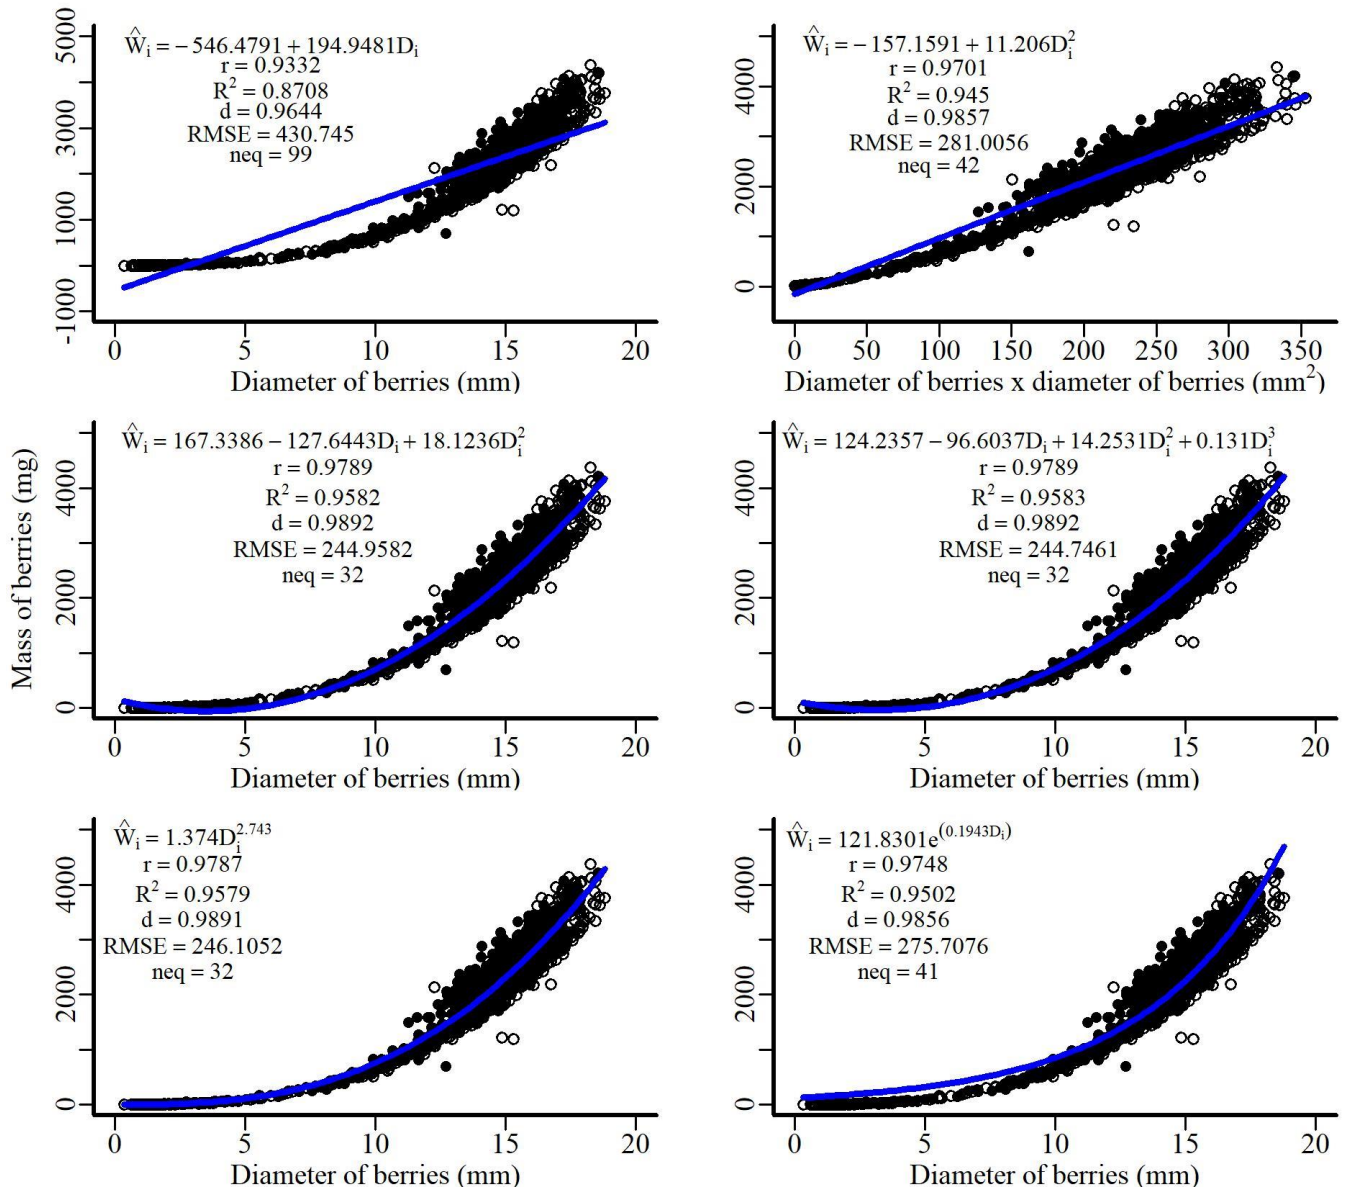 Ŵi = − 546.4791 + 194.9481Di
r = 0.9332
R² = 0.8708
d = 0.9644
RMSE = 430.745
neq = 99
5000
3000
1000
-1000
0 5 10 15 20
Diameter of berries (mm)
Ŵi = − 157.1591 + 11.206Di²
r = 0.9701
R² = 0.945
d = 0.9857
RMSE = 281.0056
neq = 42
4000
2000
0
0 50 100 150 200 250 300 350
Diameter of berries x diameter of berries (mm²)
Mass of berries (mg)
Ŵi = 167.3386 − 127.6443Di + 18.1236Di²
r = 0.9789
R² = 0.9582
d = 0.9892
RMSE = 244.9582
neq = 32
4000
2000
0
0 5 10 15 20
Diameter of berries (mm)
Ŵi = 124.2357 − 96.6037Di + 14.2531Di² + 0.131Di³
r = 0.9789
R² = 0.9583
d = 0.9892
RMSE = 244.7461
neq = 32
4000
2000
0
0 5 10 15 20
Diameter of berries (mm)
Ŵi = 1.374Di^2.743
r = 0.9787
R² = 0.9579
d = 0.9891
RMSE = 246.1052
neq = 32
4000
2000
0
0 5 10 15 20
Diameter of berries (mm)
Ŵi = 121.8301e^(0.1943Di)
r = 0.9748
R² = 0.9502
d = 0.9856
RMSE = 275.7076
neq = 41
4000
2000
0
0 5 10 15 20
Diameter of berries (mm)